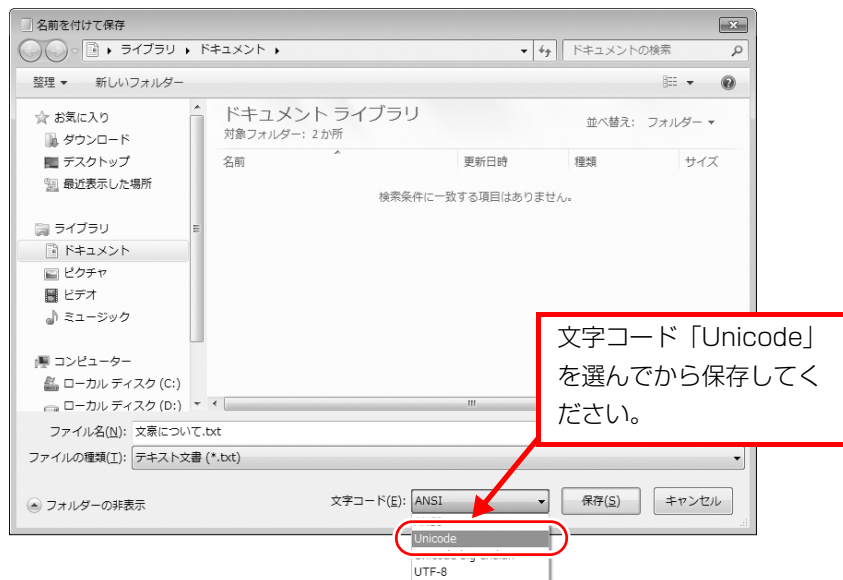 名前を付けて保存
ライブラリ ドキュメント ドキュメントの検索
整理 新しいフォルダー
お気に入り
ダウンロード
デスクトップ
最近表示した場所
ライブラリ
ドキュメント
ピクチャ
ビデオ
ミュージック
コンピューター
ローカル ディスク (C:)
ローカル ディスク (D:)
ドキュメント ライブラリ
対象フォルダー: 2 か所
並べ替え: フォルダー
名前 更新日時 種類 サイズ
検索条件に一致する項目はありません。
文字コード「Unicode」
を選んでから保存してく
ださい。
ファイル名(N): 文豪について.txt
ファイルの種類(T): テキスト文書 (*.txt)
フォルダーの非表示
文字コード(E): ANSI 保存(S) キャンセル
Unicode
UTF-8